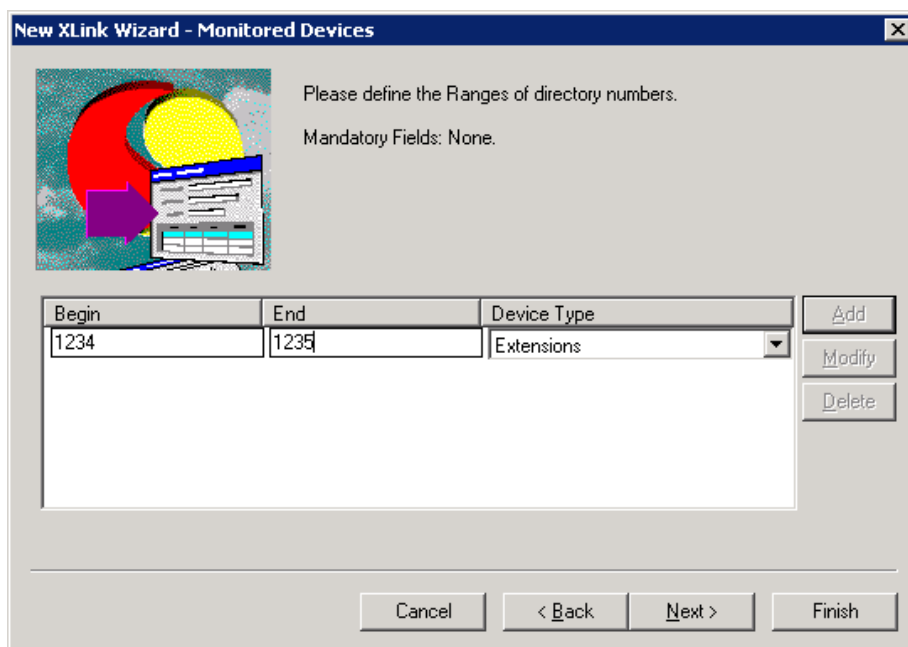 New XLink Wizard - Monitored Devices
Please define the Ranges of directory numbers.
Mandatory Fields: None.
Begin End Device Type
1234 1235 Extensions
Add
Modify
Delete
Cancel < Back Next > Finish